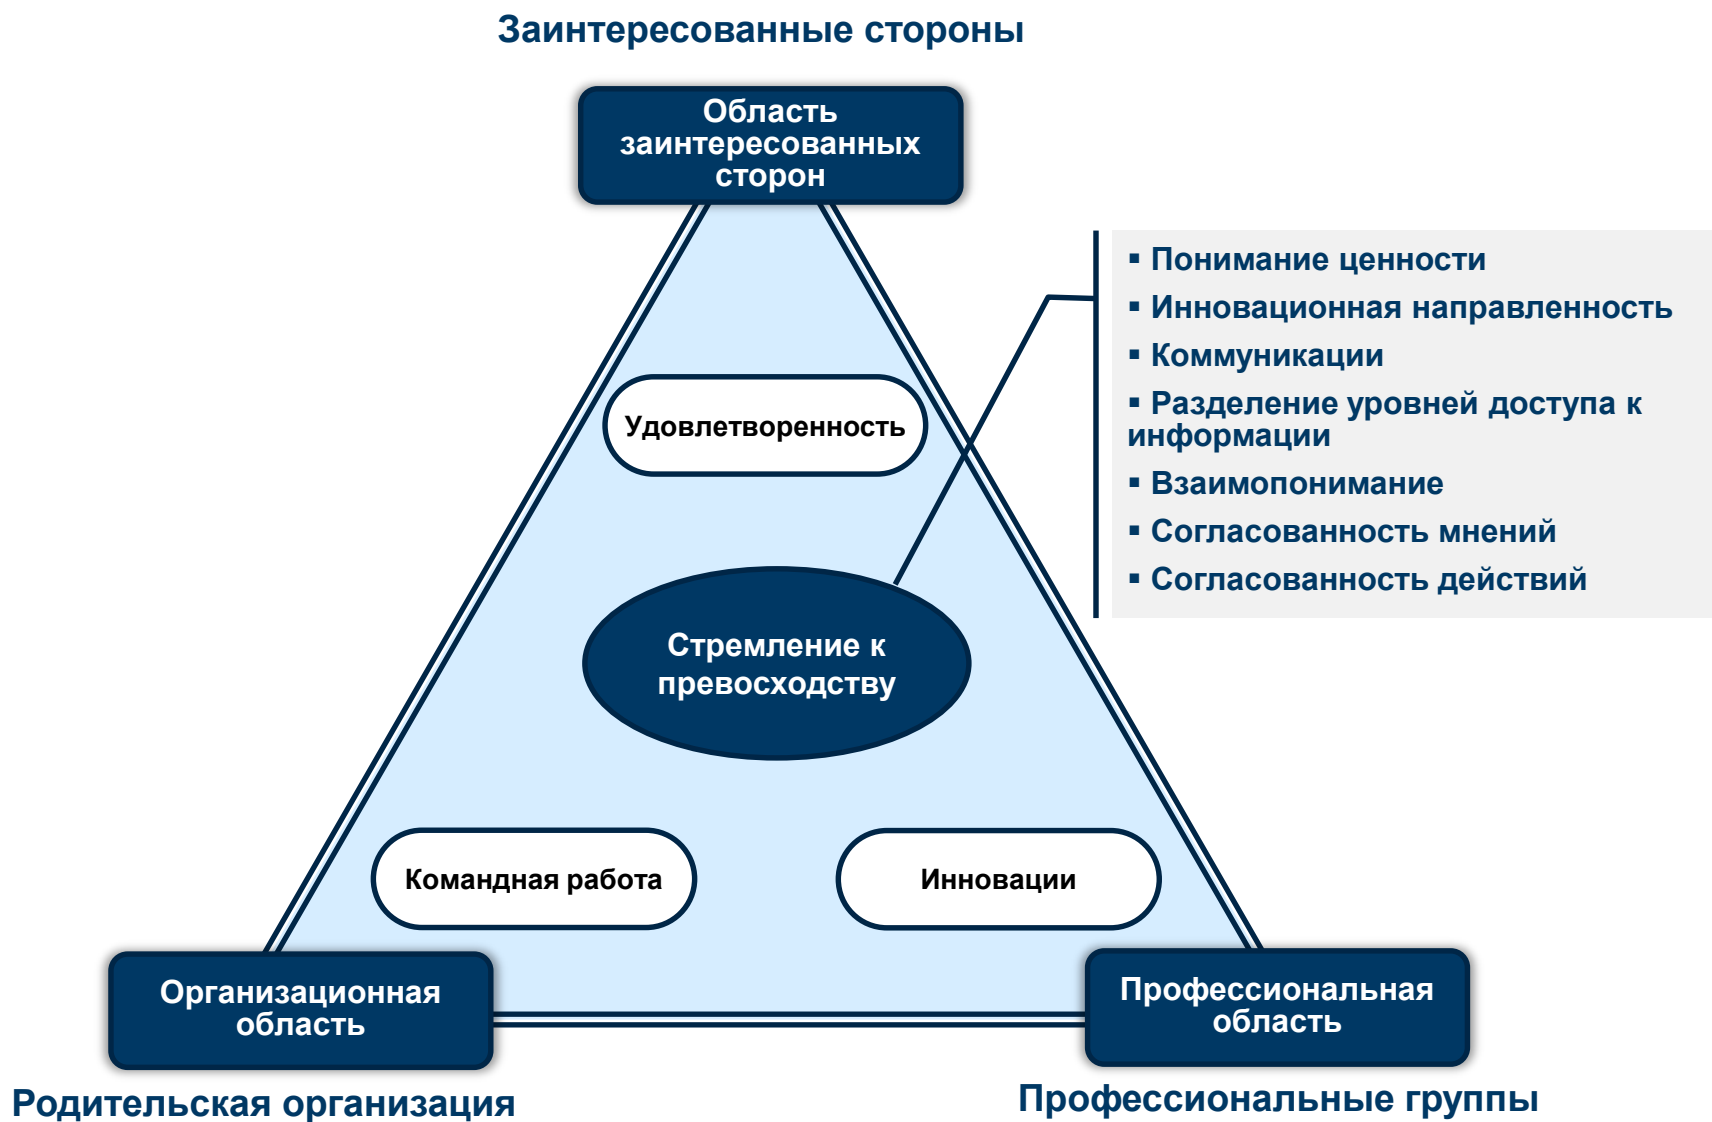 Заинтересованные стороны
Область
заинтересованных
сторон
▪ Понимание ценности
▪ Инновационная направленность
▪ Коммуникации
▪ Разделение уровней доступа к
информации
▪ Взаимопонимание
▪ Согласованность мнений
▪ Согласованность действий
Удовлетворенность
Стремление к
превосходству
Командная работа
Инновации
Организационная
область
Профессиональная
область
Родительская организация
Профессиональные группы